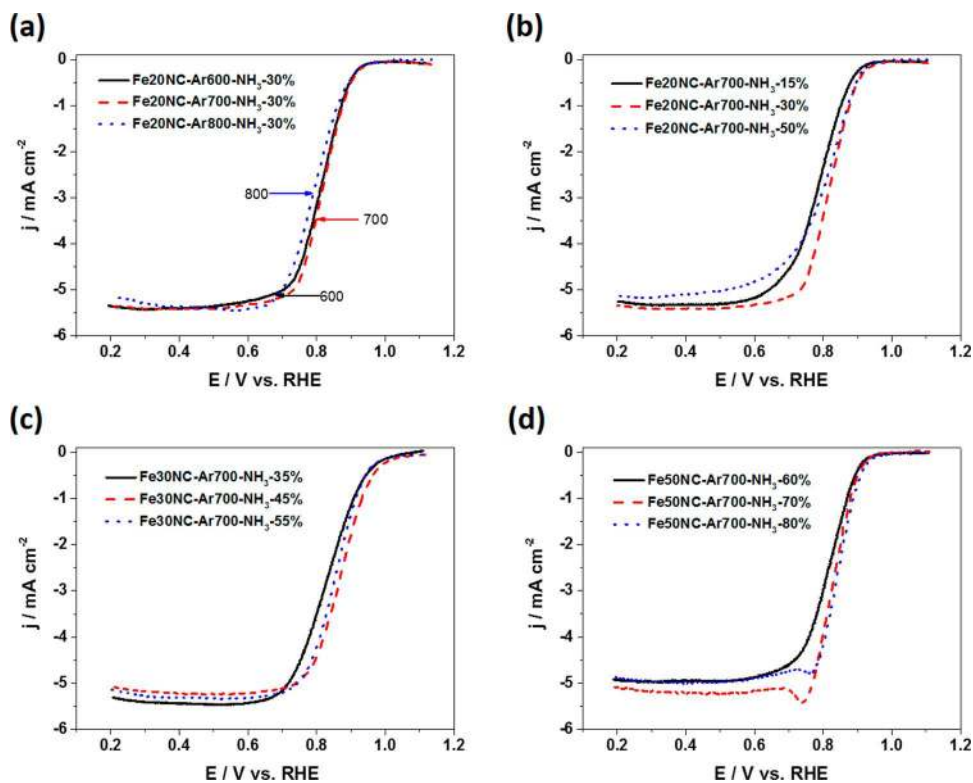 (a)
0
-1
-2
-3
-4
-5
-6
Fe20NC-Ar600-NH₃-30%
Fe20NC-Ar700-NH₃-30%
Fe20NC-Ar800-NH₃-30%
800
700
600
j / mA cm⁻²
0.2 0.4 0.6 0.8 1.0 1.2
E / V vs. RHE
(b)
0
-1
-2
-3
-4
-5
-6
Fe20NC-Ar700-NH₃-15%
Fe20NC-Ar700-NH₃-30%
Fe20NC-Ar700-NH₃-50%
j / mA cm⁻²
0.2 0.4 0.6 0.8 1.0 1.2
E / V vs. RHE
(c)
0
-1
-2
-3
-4
-5
-6
Fe30NC-Ar700-NH₃-35%
Fe30NC-Ar700-NH₃-45%
Fe30NC-Ar700-NH₃-55%
j / mA cm⁻²
0.2 0.4 0.6 0.8 1.0 1.2
E / V vs. RHE
(d)
0
-1
-2
-3
-4
-5
-6
Fe50NC-Ar700-NH₃-60%
Fe50NC-Ar700-NH₃-70%
Fe50NC-Ar700-NH₃-80%
j / mA cm⁻²
0.2 0.4 0.6 0.8 1.0 1.2
E / V vs. RHE